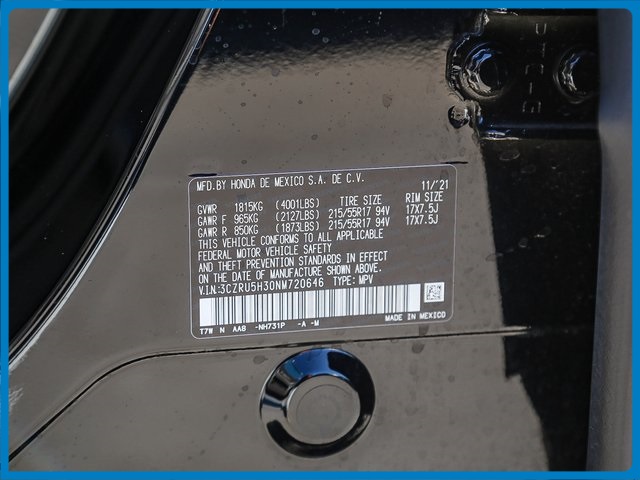 MFD.BY HONDA DE MEXICO S.A. DE C.V. 11/'21
GVWR 1815KG (4001LBS) TIRE SIZE RIM SIZE
GAWR F 965KG (2127LBS) 215/55R17 94V 17X7.5J
GAWR R 850KG (1873LBS) 215/55R17 94V 17X7.5J
THIS VEHICLE CONFORMS TO ALL APPLICABLE
FEDERAL MOTOR VEHICLE SAFETY
AND THEFT PREVENTION STANDARDS IN EFFECT
ON THE DATE OF MANUFACTURE SHOWN ABOVE.
V.I.N:3CZRU5H30NM720646 TYPE: MPV
T7W N AAB -NH731P -A -M MADE IN MEXICO